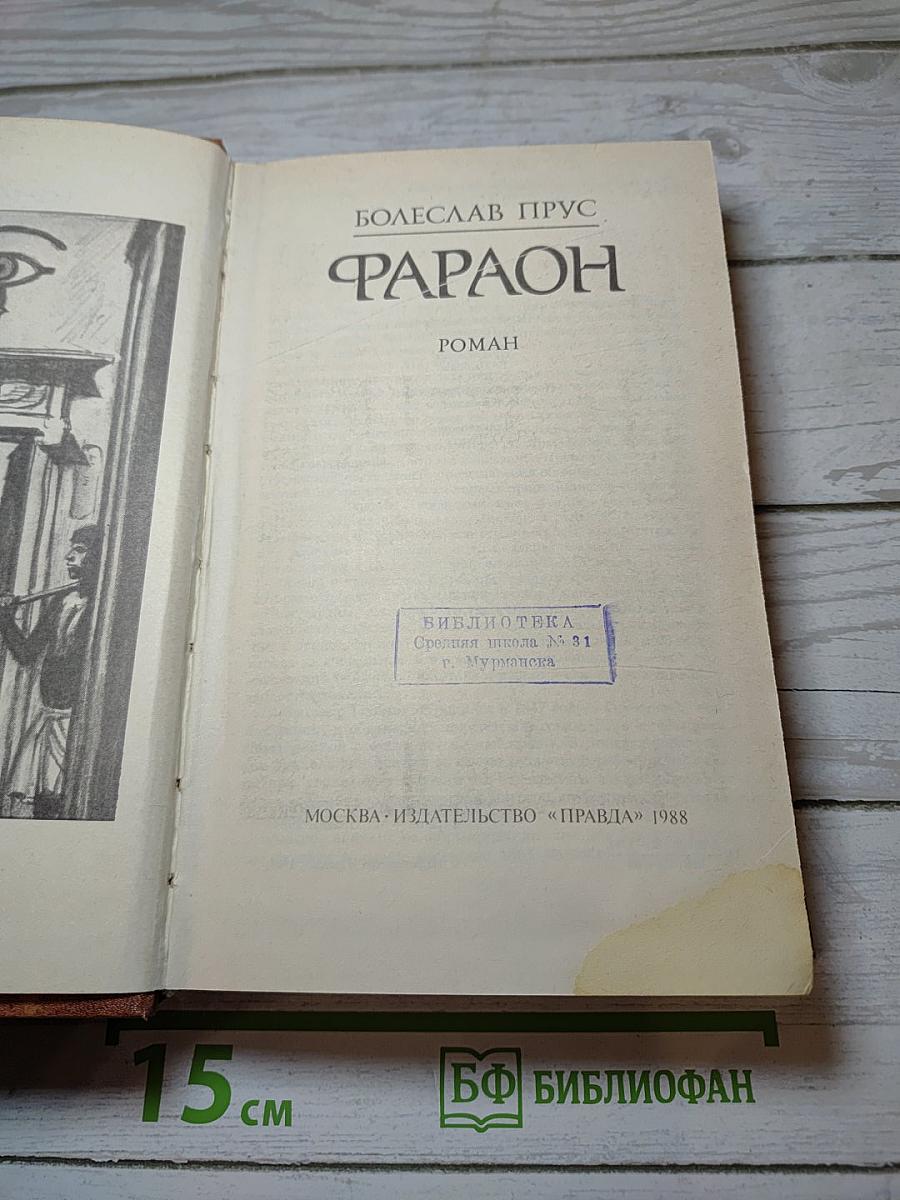 БОЛЕСЛАВ ПРУС
ФАРАОН
РОМАН
БИБЛИОТЕКА
Средняя школа № 31
г. Мурманска
МОСКВА · ИЗДАТЕЛЬСТВО «ПРАВДА» 1988
15 см
БФ БИБЛИОФАН